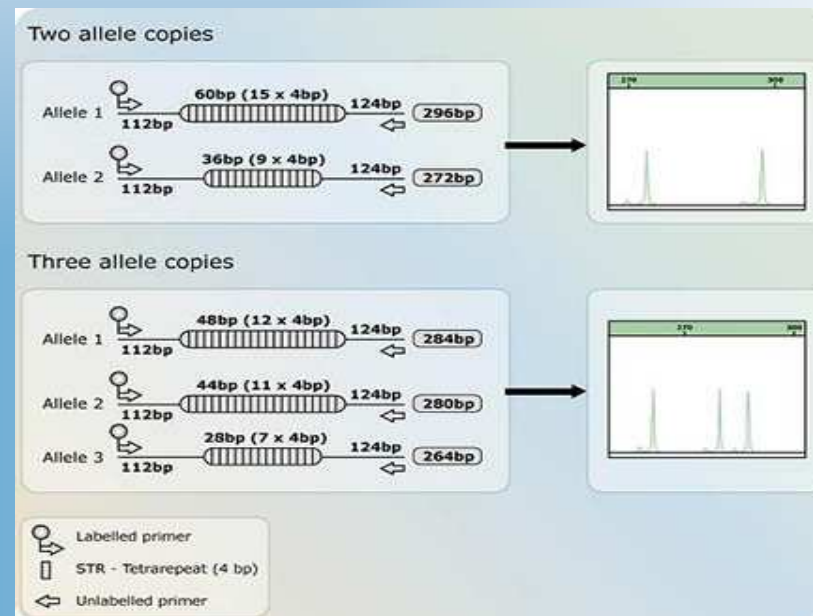 Two allele copies
60bp (15 x 4bp)
Allele 1 112bp 124bp 296bp
36bp (9 x 4bp)
Allele 2 112bp 124bp 272bp
270 300
Three allele copies
48bp (12 x 4bp)
Allele 1 112bp 124bp 284bp
44bp (11 x 4bp)
Allele 2 112bp 124bp 280bp
28bp (7 x 4bp)
Allele 3 112bp 124bp 264bp
270 300
Labelled primer
STR - Tetrarepeat (4 bp)
Unlabelled primer